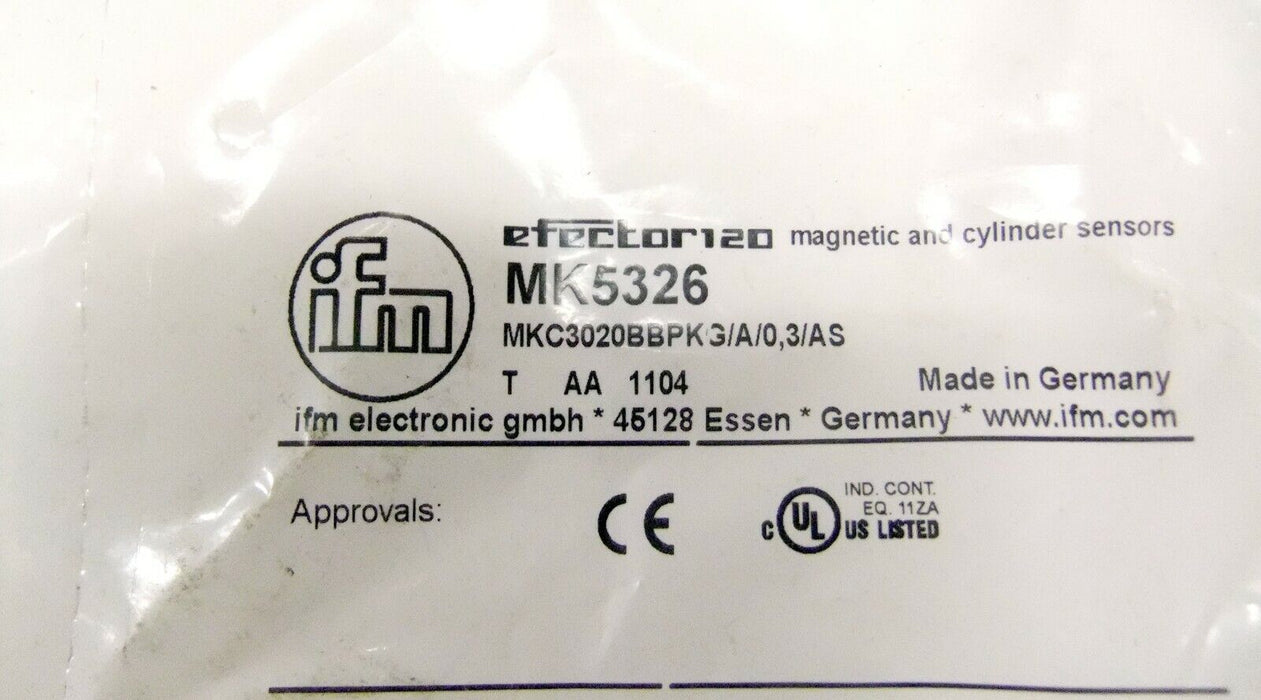 ifm
efector120 magnetic and cylinder sensors
MK5326
MKC3020BBPKG/A/0,3/AS
T AA 1104 Made in Germany
ifm electronic gmbh * 45128 Essen * Germany * www.ifm.com
Approvals: CE
IND. CONT.
EQ. 11ZA
c UL US LISTED